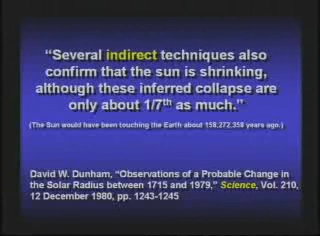 “Several indirect techniques also
confirm that the sun is shrinking,
although these inferred collapse are
only about 1/7th as much.”
(The Sun would have been touching the Earth about 158,272,358 years ago.)
David W. Dunham, “Observations of a Probable Change in
the Solar Radius between 1715 and 1979,” Science, Vol. 210,
12 December 1980, pp. 1243-1245